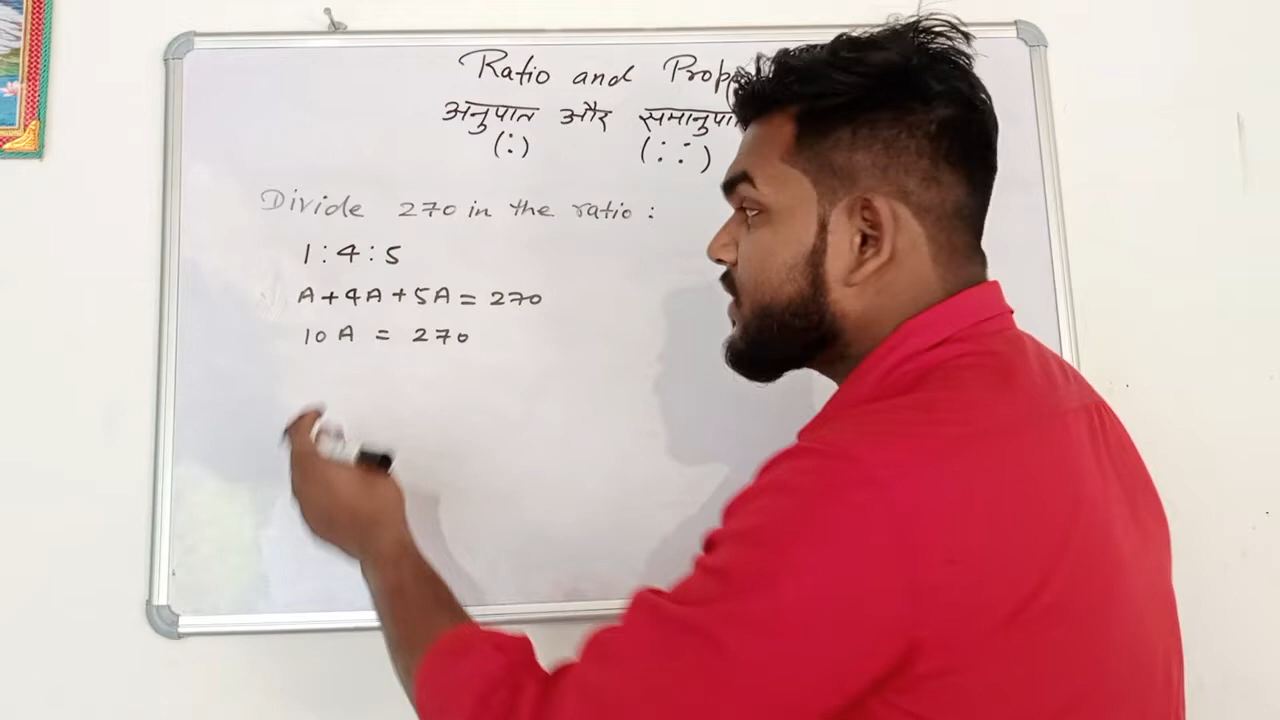 Ratio and
अनुपात और
(:) (::)
Divide 270 in the ratio :
1 : 4 : 5
A + 4A + 5A = 270
10 A = 270